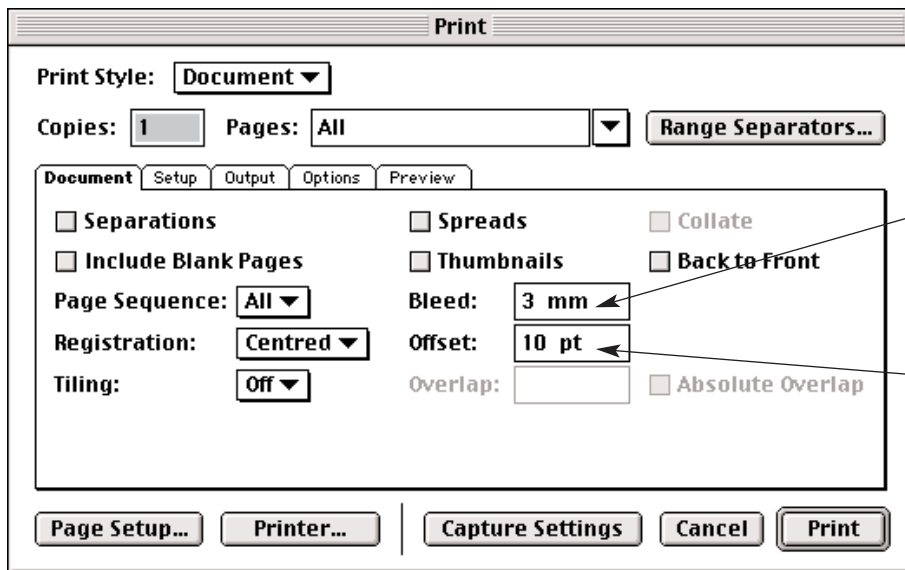 Print
Print Style: Document
Copies: 1 Pages: All Range Separators...
Document Setup Output Options Preview
Separations Spreads Collate
Include Blank Pages Thumbnails Back to Front
Page Sequence: All Bleed: 3 mm
Registration: Centred Offset: 10 pt
Tiling: Off Overlap: Absolute Overlap
Page Setup... Printer... Capture Settings Cancel Print